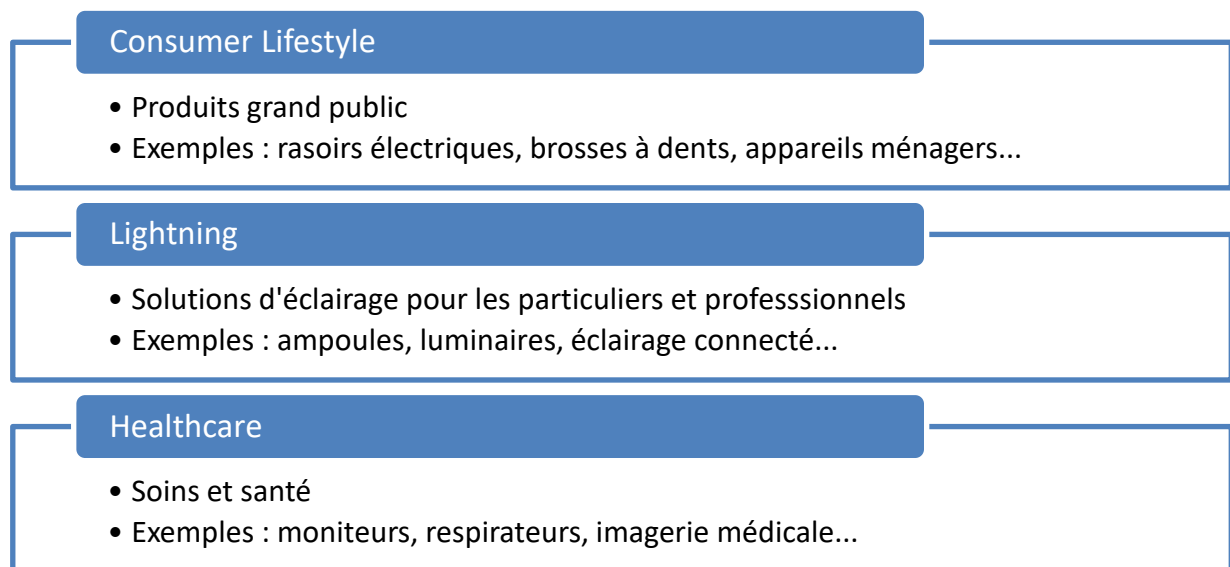 Consumer Lifestyle
• Produits grand public
• Exemples : rasoirs électriques, brosses à dents, appareils ménagers...
Lightning
• Solutions d'éclairage pour les particuliers et professsionnels
• Exemples : ampoules, luminaires, éclairage connecté...
Healthcare
• Soins et santé
• Exemples : moniteurs, respirateurs, imagerie médicale...